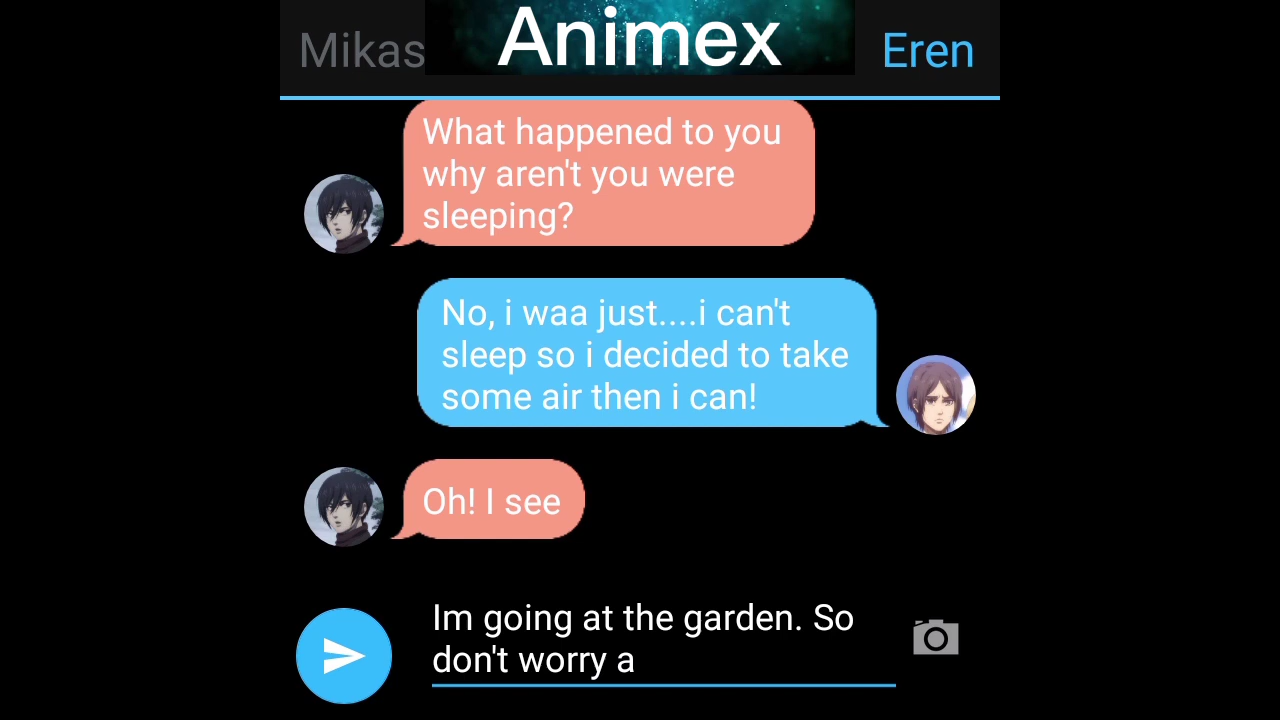 Mikas
Animex
Eren
What happened to you
why aren't you were
sleeping?
No, i waa just....i can't
sleep so i decided to take
some air then i can!
Oh! I see
Im going at the garden. So
don't worry a